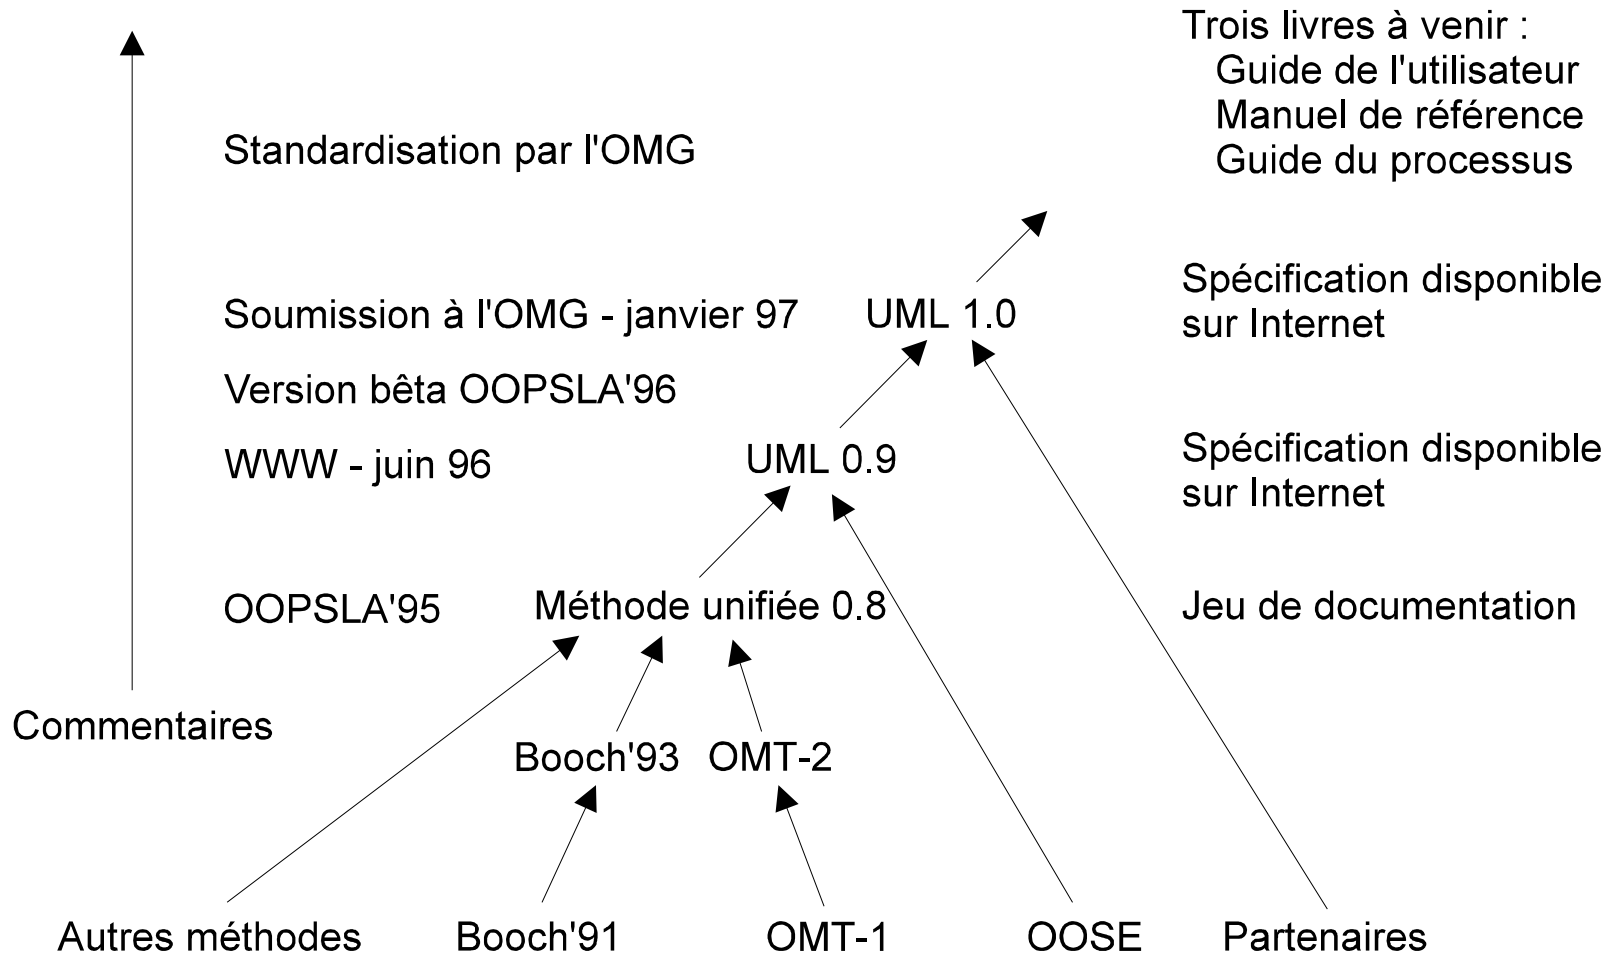 Trois livres à venir :
Guide de l'utilisateur
Manuel de référence
Guide du processus
Standardisation par l'OMG
Soumission à l'OMG - janvier 97
UML 1.0
Spécification disponible
sur Internet
Version bêta OOPSLA'96
WWW - juin 96
UML 0.9
Spécification disponible
sur Internet
OOPSLA'95
Méthode unifiée 0.8
Jeu de documentation
Commentaires
Booch'93
OMT-2
Autres méthodes
Booch'91
OMT-1
OOSE
Partenaires